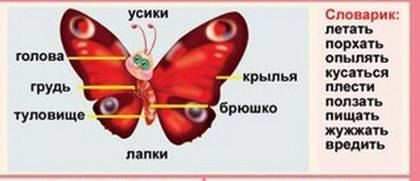 усики
голова
грудь
туловище
крылья
брюшко
лапки
Словарик:
летать
порхать
опылять
кусаться
плести
ползать
пищать
жужжать
вредить